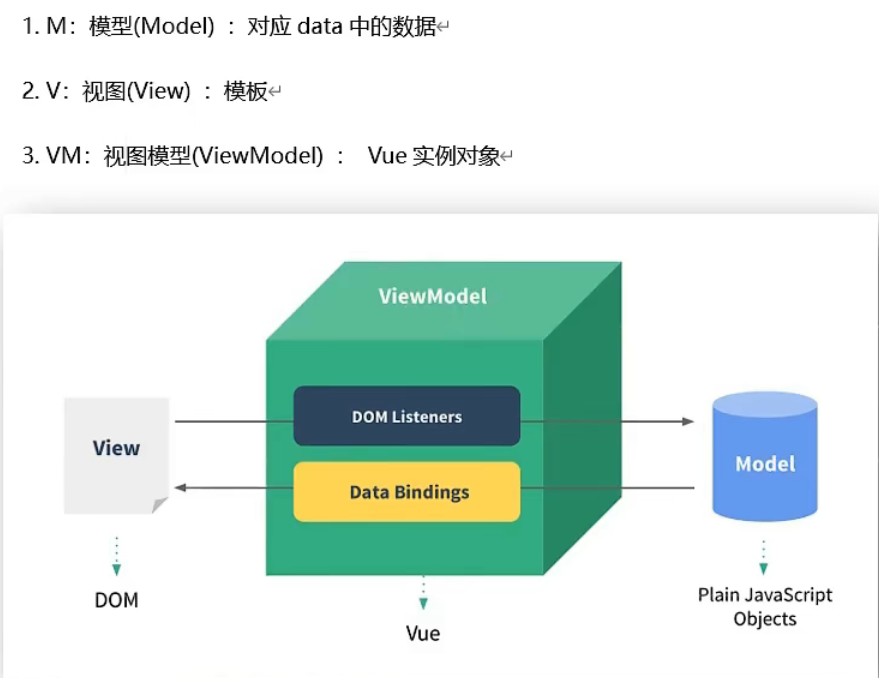 1. M：模型(Model) ：对应 data 中的数据↵
2. V：视图(View) ：模板↵
3. VM：视图模型(ViewModel) ： Vue 实例对象↵
ViewModel
DOM Listeners
View
Model
Data Bindings
DOM
Plain JavaScript
Objects
Vue